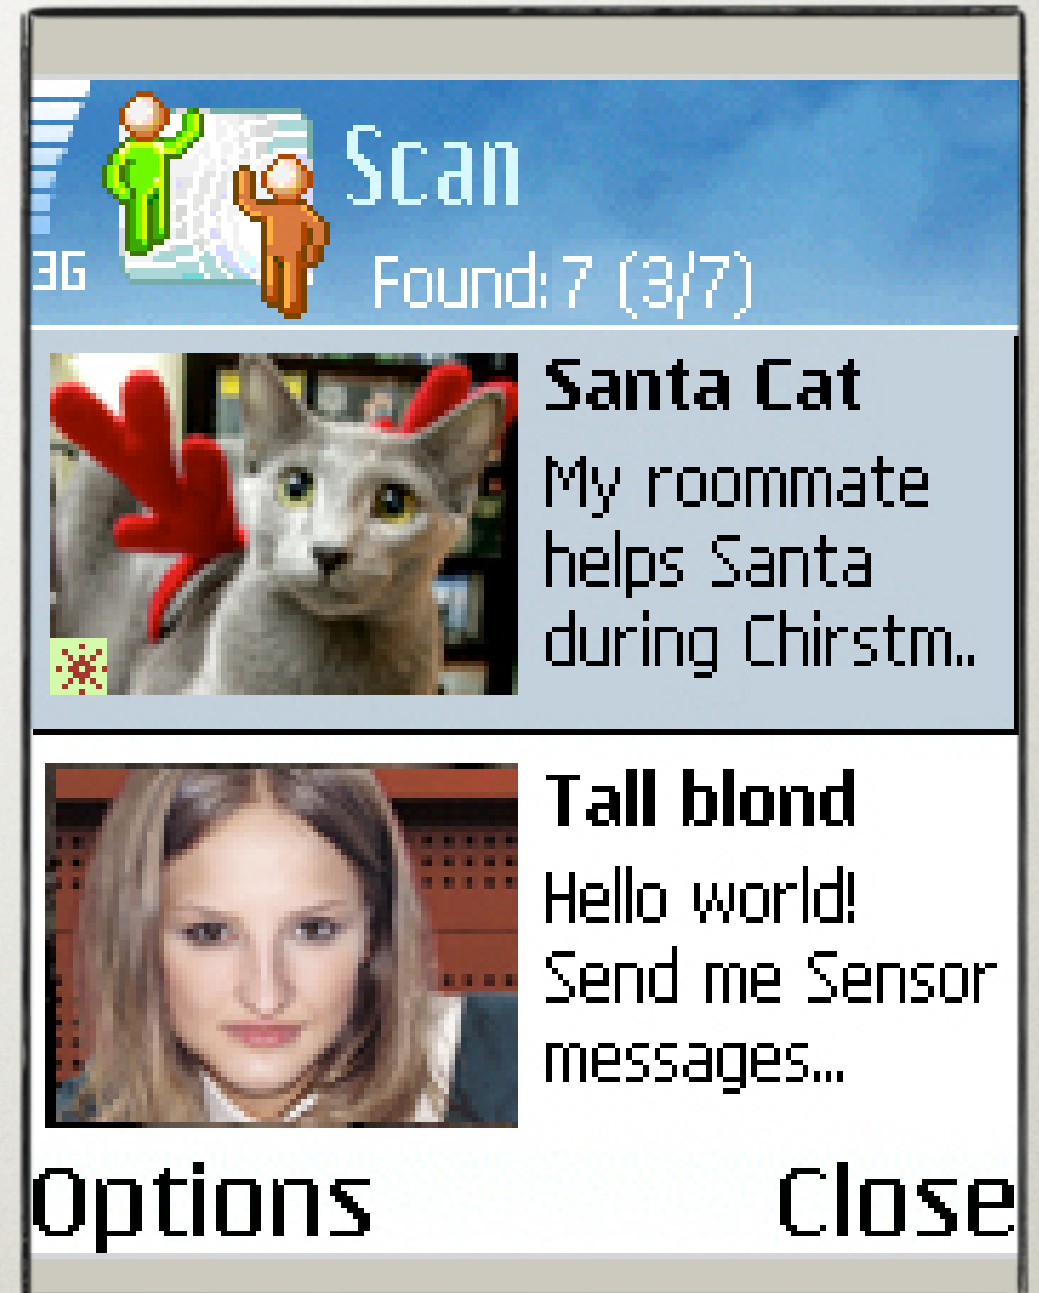 Scan
3G
Found: 7 (3/7)
Santa Cat
My roommate
helps Santa
during Chirstm..
Tall blond
Hello world!
Send me Sensor
messages...
Options
Close